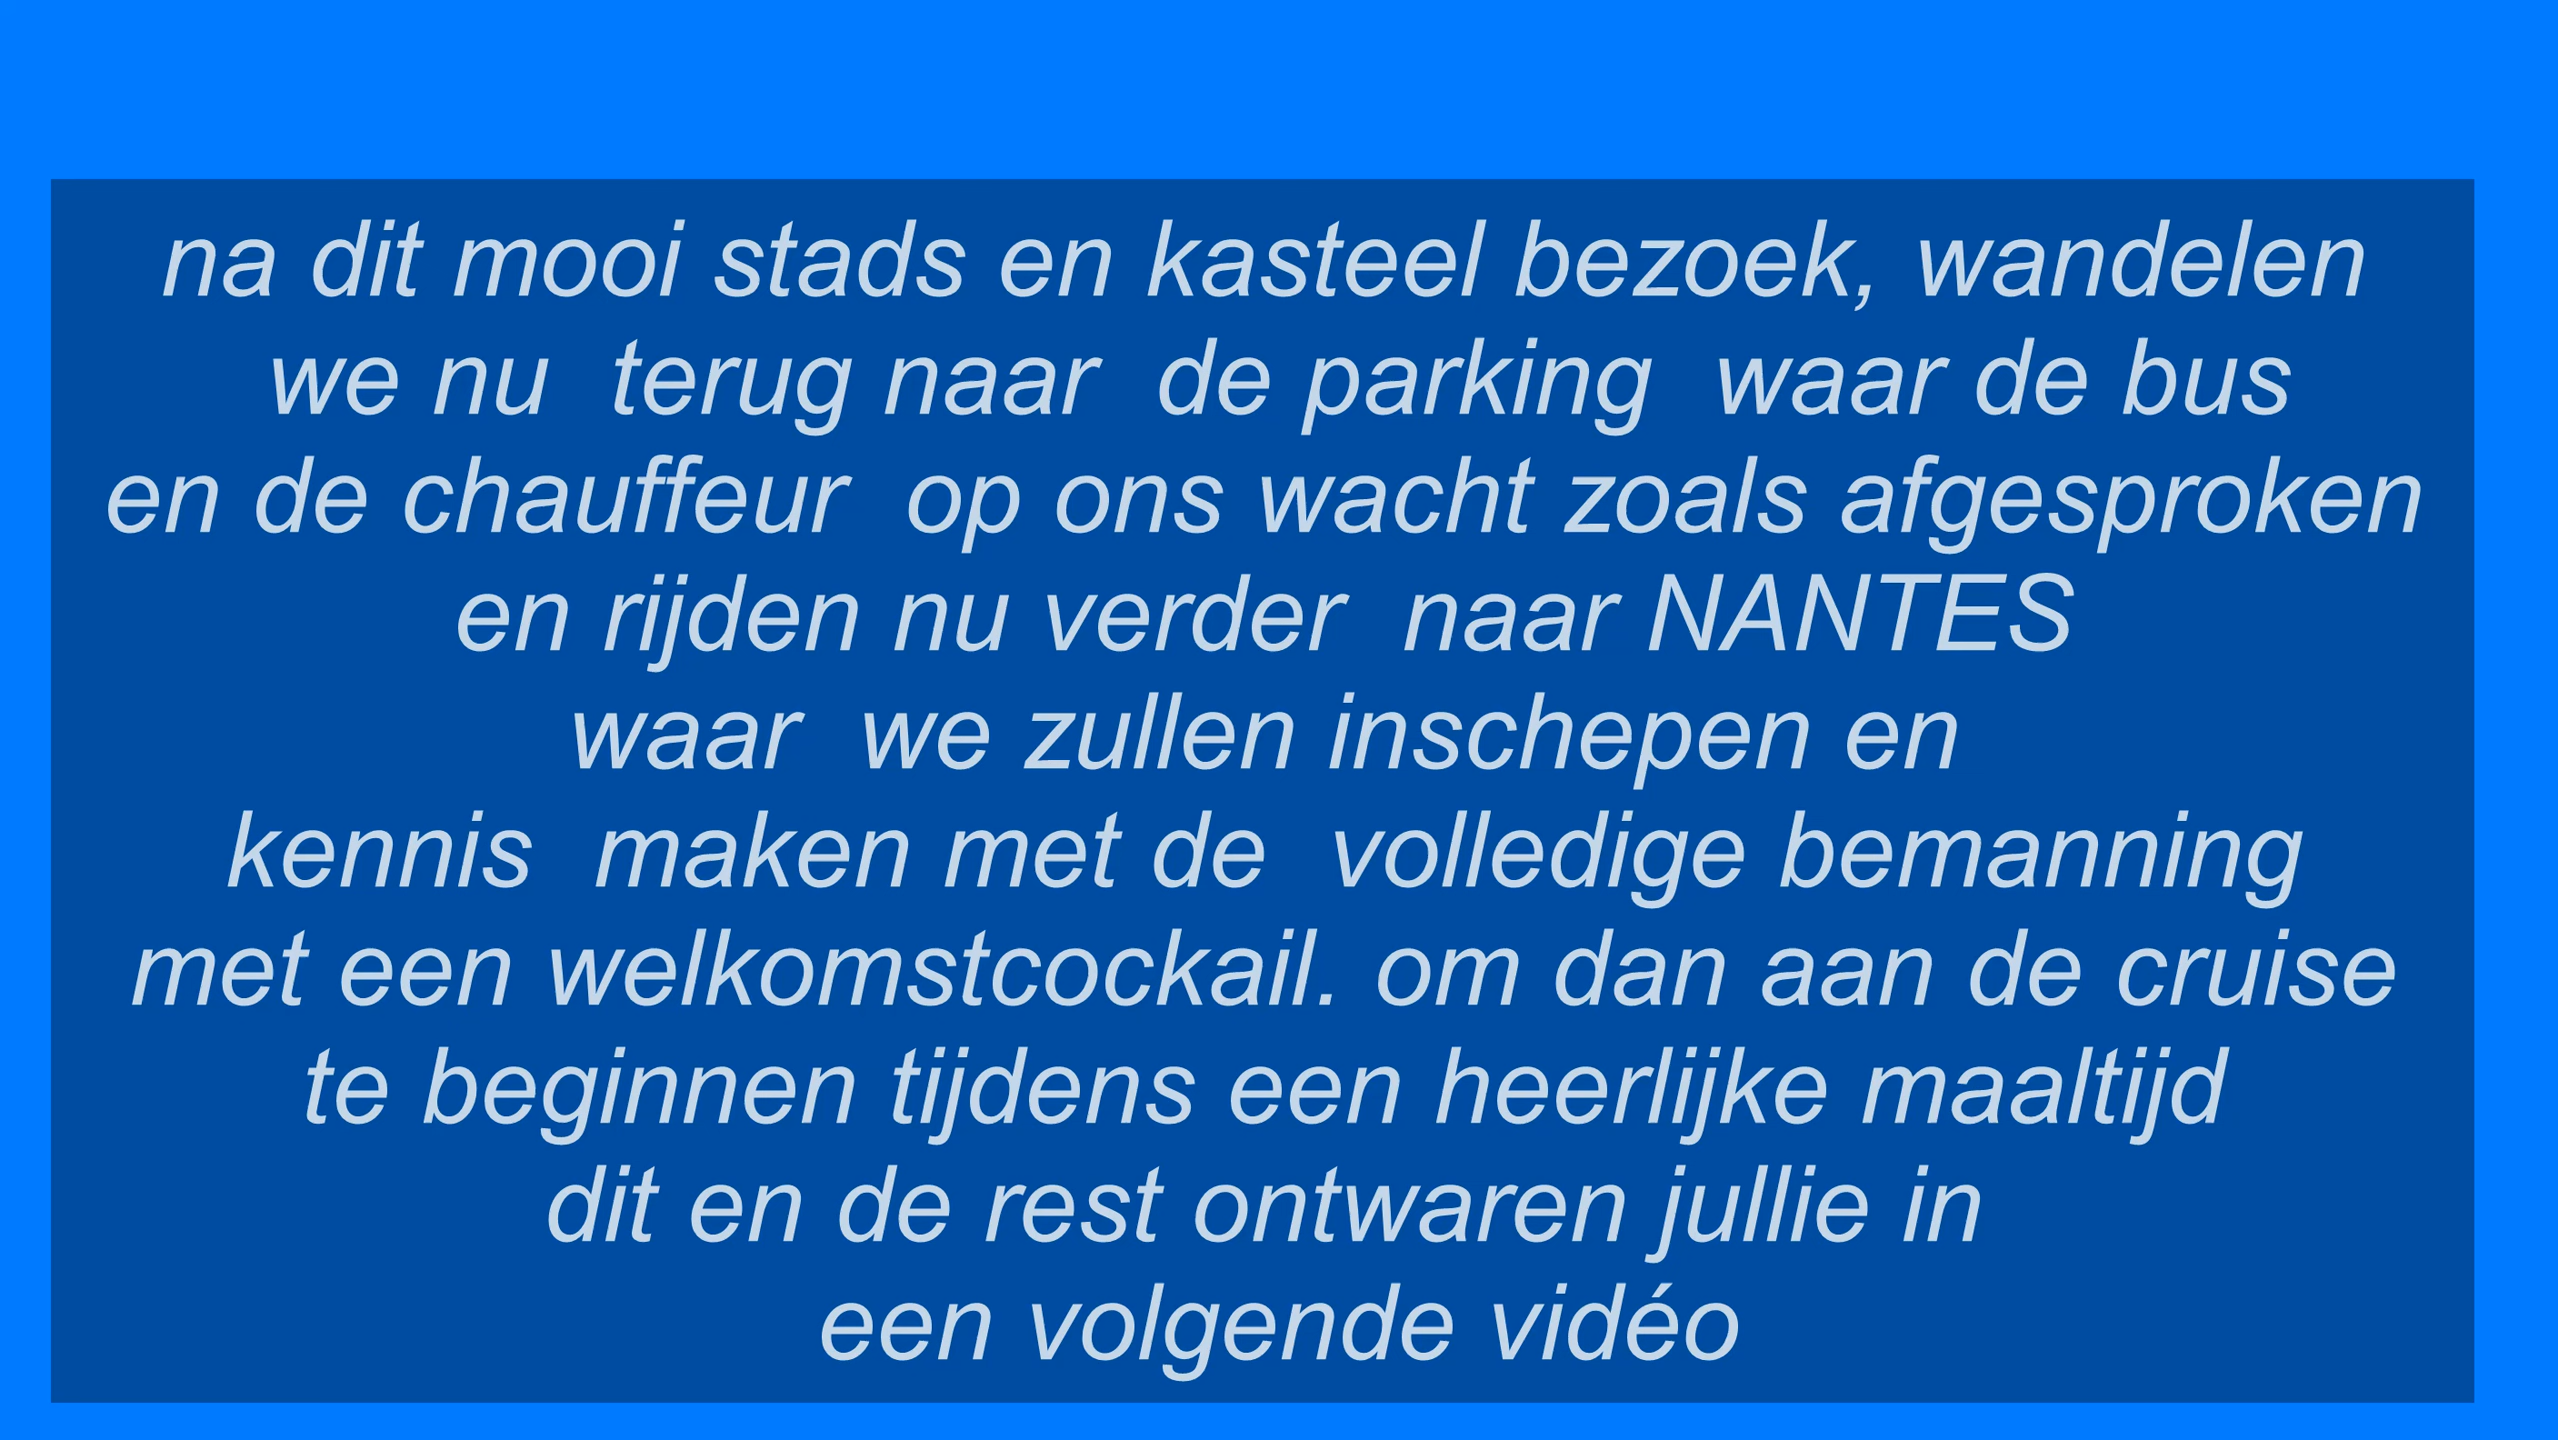 na dit mooi stads en kasteel bezoek, wandelen
we nu  terug naar  de parking  waar de bus
en de chauffeur  op ons wacht zoals afgesproken
en rijden nu verder  naar NANTES
waar  we zullen inschepen en
kennis  maken met de  volledige bemanning
met een welkomstcockail. om dan aan de cruise
te beginnen tijdens een heerlijke maaltijd
dit en de rest ontwaren jullie in
een volgende vidéo